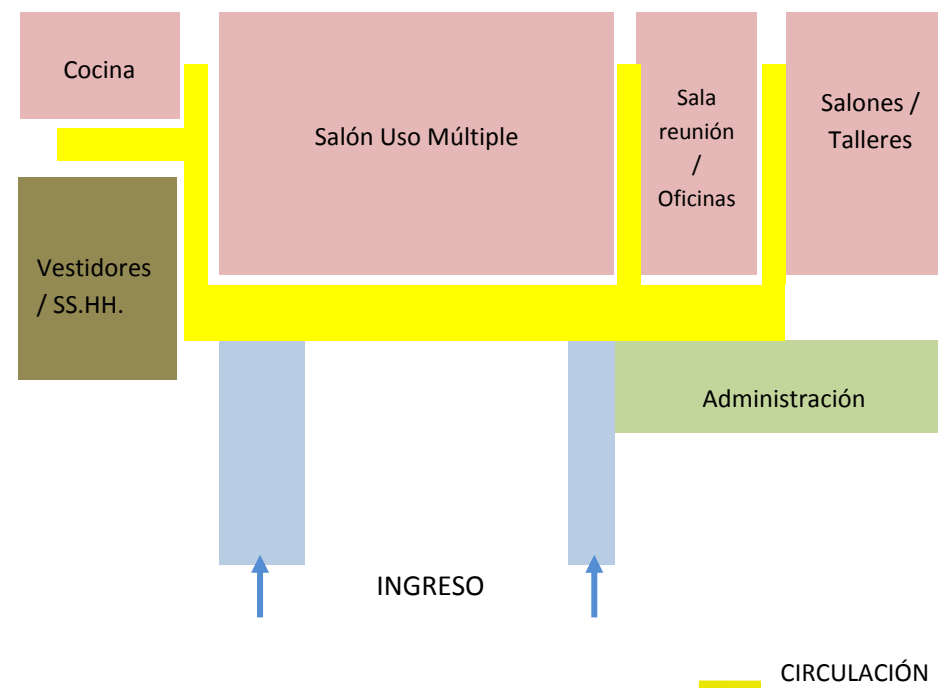 Cocina
Salón Uso Múltiple
Sala
reunión
/
Oficinas
Salones /
Talleres
Vestidores
/ SS.HH.
Administración
INGRESO
CIRCULACIÓN